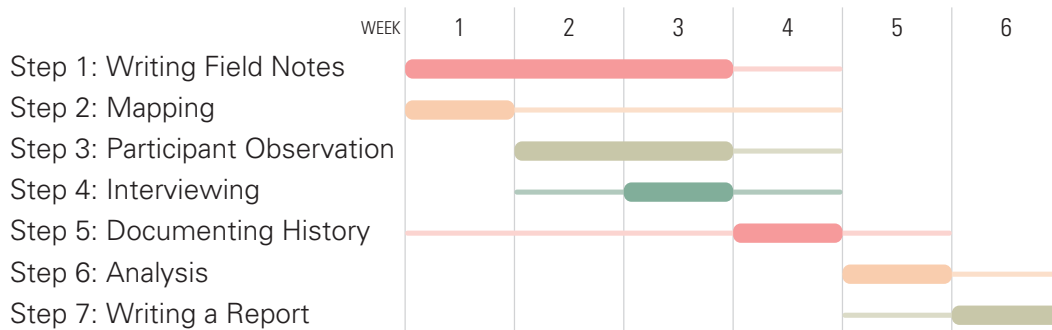 WEEK 1 2 3 4 5 6
Step 1: Writing Field Notes
Step 2: Mapping
Step 3: Participant Observation
Step 4: Interviewing
Step 5: Documenting History
Step 6: Analysis
Step 7: Writing a Report